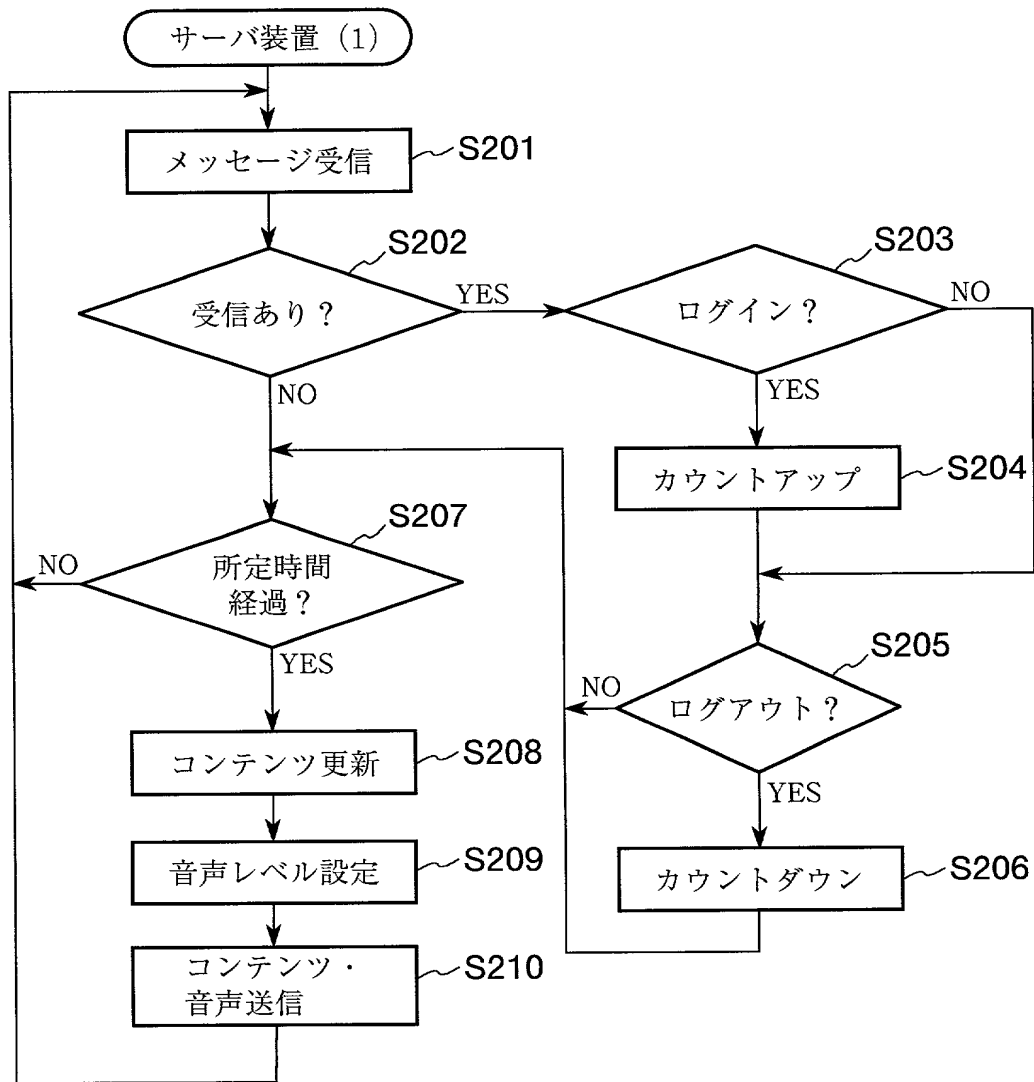 サーバ装置（1）
メッセージ受信
S201
S202
受信あり？
YES
NO
S203
ログイン？
NO
YES
カウントアップ
S204
S207
所定時間
経過？
NO
YES
S205
ログアウト？
NO
YES
コンテンツ更新
S208
カウントダウン
S206
音声レベル設定
S209
コンテンツ・
音声送信
S210